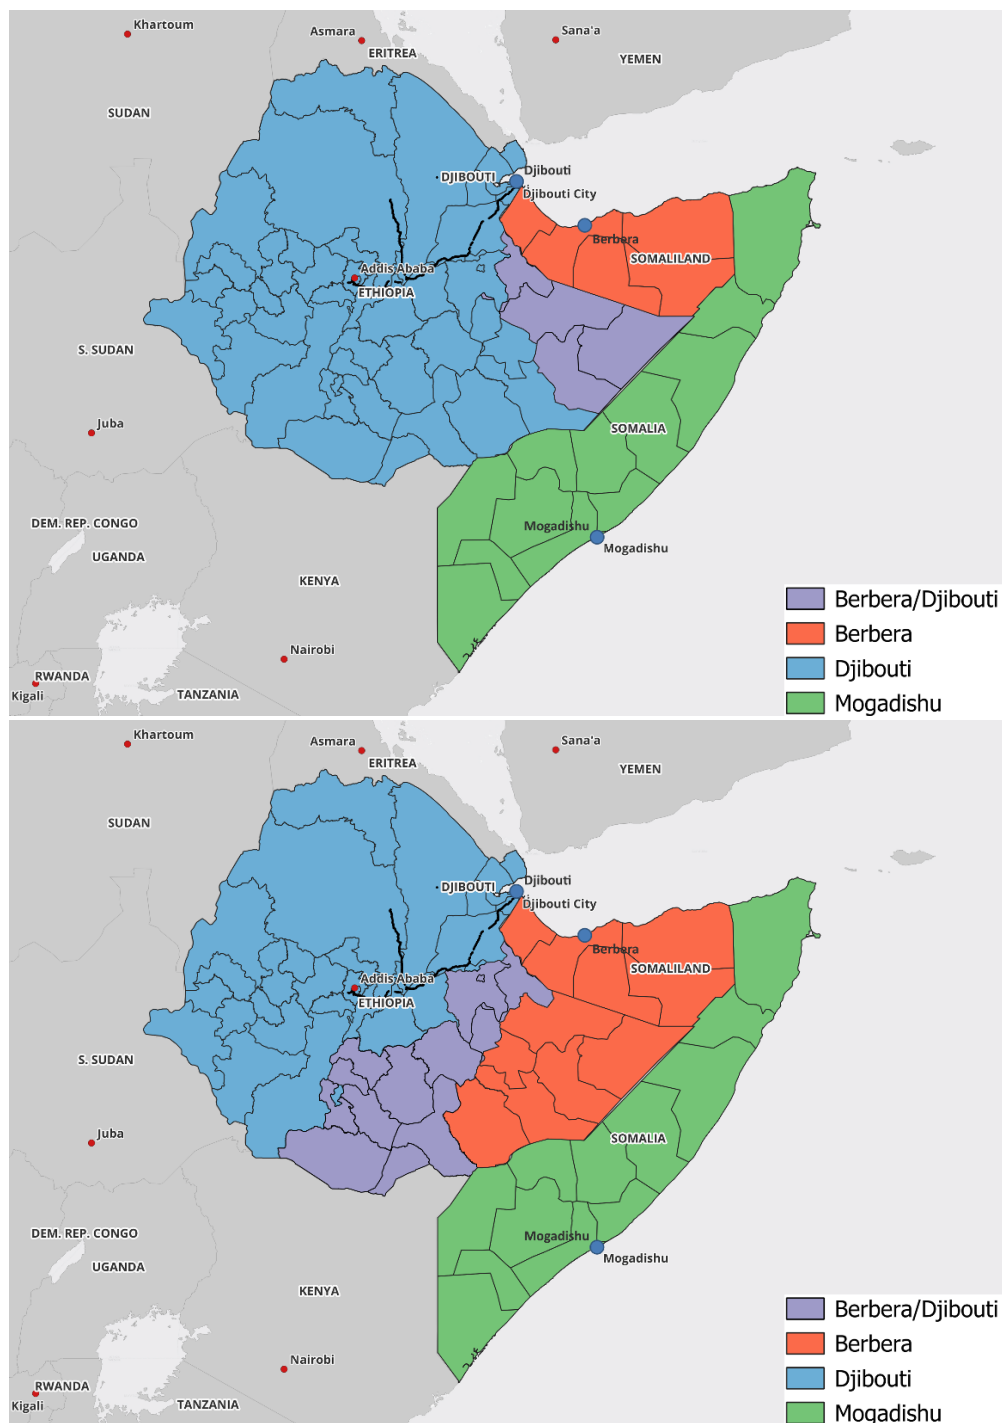 Khartoum
Asmara
Sana'a
ERITREA
YEMEN
SUDAN
DJIBOUTI
Djibouti
Djibouti City
Berbera
SOMALILAND
Addis Ababa
ETHIOPIA
S. SUDAN
Juba
SOMALIA
DEM. REP. CONGO
UGANDA
Mogadishu
Mogadishu
KENYA
Nairobi
RWANDA
Kigali
TANZANIA
Berbera/Djibouti
Berbera
Djibouti
Mogadishu
Khartoum
Asmara
Sana'a
ERITREA
YEMEN
SUDAN
DJIBOUTI
Djibouti
Djibouti City
Berbera
SOMALILAND
Addis Ababa
ETHIOPIA
S. SUDAN
Juba
SOMALIA
DEM. REP. CONGO
UGANDA
Mogadishu
Mogadishu
KENYA
Nairobi
RWANDA
Kigali
TANZANIA
Berbera/Djibouti
Berbera
Djibouti
Mogadishu